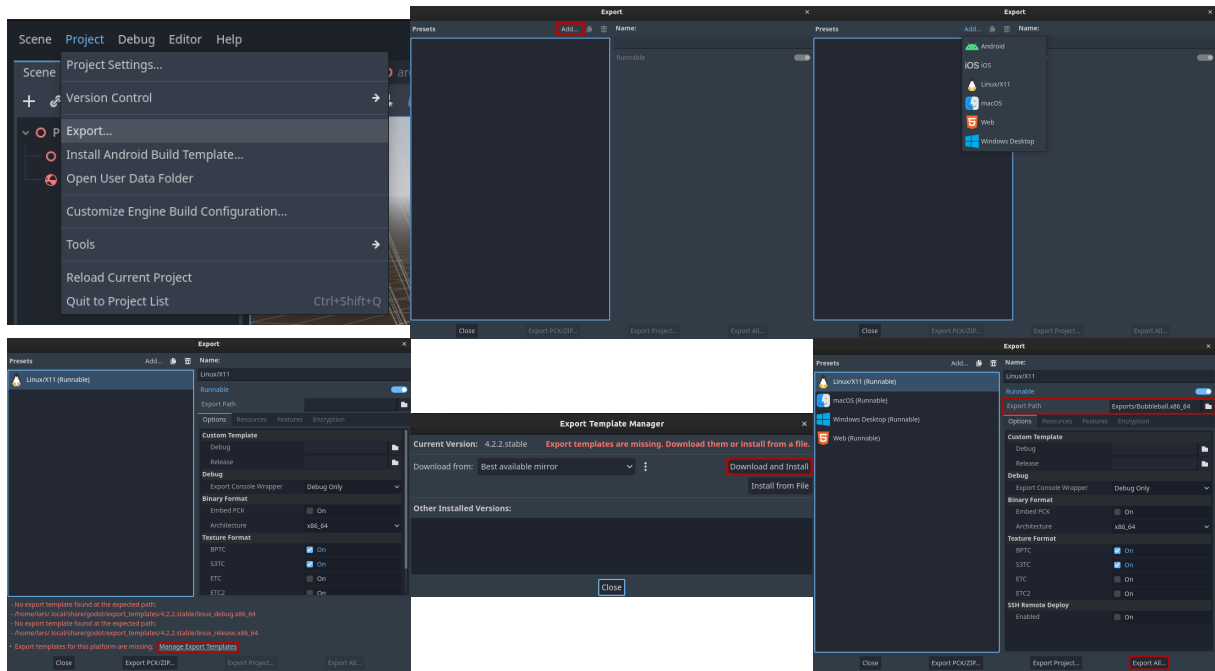 Scene Project Debug Editor Help
Project Settings...
Scene
Version Control
Export...
Install Android Build Template...
Open User Data Folder
Customize Engine Build Configuration...
Tools
Reload Current Project
Quit to Project List Ctrl+Shift+Q
Export
Presets Add... Name:
Runnable
Close Export PCK/ZIP... Export Project... Export All...
Export
Presets Add... Name:
Android
iOS iOS
Linux/X11
macOS
Web
Windows Desktop
Close Export PCK/ZIP... Export Project... Export All...
Export
Presets Add... Name:
Linux/X11 (Runnable) Linux/X11
Runnable
Export Path
Options Resources Features Encryption
Custom Template
Debug
Release
Debug
Export Console Wrapper Debug Only
Binary Format
Embed PCK On
Architecture x86_64
Texture Format
BPTC On
S3TC On
ETC On
ETC2 On
- No export template found at the expected path:
- /home/lars/.local/share/godot/export_templates/4.2.2.stable/linux_debug.x86_64
- No export template found at the expected path:
- /home/lars/.local/share/godot/export_templates/4.2.2.stable/linux_release.x86_64
• Export templates for this platform are missing: Manage Export Templates
Close Export PCK/ZIP... Export Project... Export All...
Export Template Manager
Current Version: 4.2.2.stable Export templates are missing. Download them or install from a file.
Download from: Best available mirror Download and Install
Install from File
Other Installed Versions:
Close
Export
Presets Add... Name:
Linux/X11 (Runnable) Linux/X11
macOS (Runnable) Runnable
Windows Desktop (Runnable) Export Path Exports/Bubbleball.x86_64
Web (Runnable) Options Resources Features Encryption
Custom Template
Debug
Release
Debug
Export Console Wrapper Debug Only
Binary Format
Embed PCK On
Architecture x86_64
Texture Format
BPTC On
S3TC On
ETC On
ETC2 On
SSH Remote Deploy
Enabled On
Close Export PCK/ZIP... Export Project... Export All...